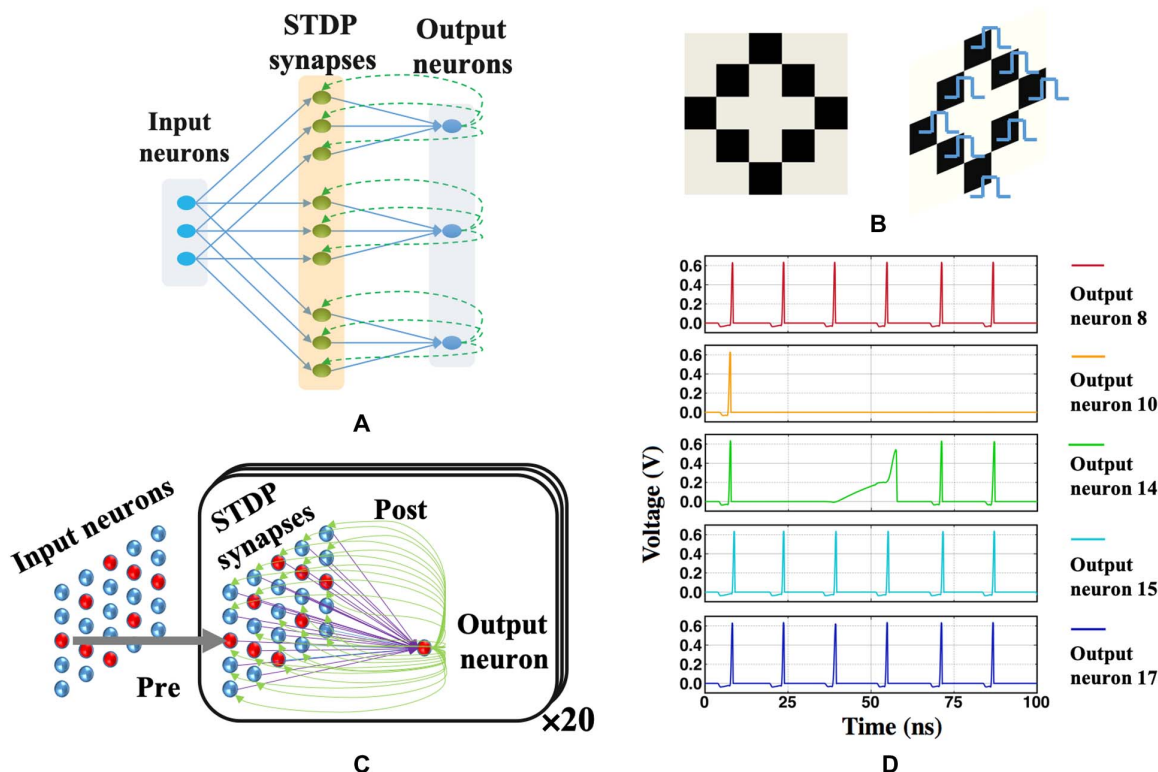 STDP
synapses
Output
neurons
Input
neurons
A
B
Input neurons
STDP
synapses
Post
Output
neuron
Pre
×20
C
Voltage (V)
0.6
0.4
0.2
0.0
Output
neuron 8
0.6
0.4
0.2
0.0
Output
neuron 10
0.6
0.4
0.2
0.0
Output
neuron 14
0.6
0.4
0.2
0.0
Output
neuron 15
0.6
0.4
0.2
0.0
Output
neuron 17
0 25 50 75 100
Time (ns)
D